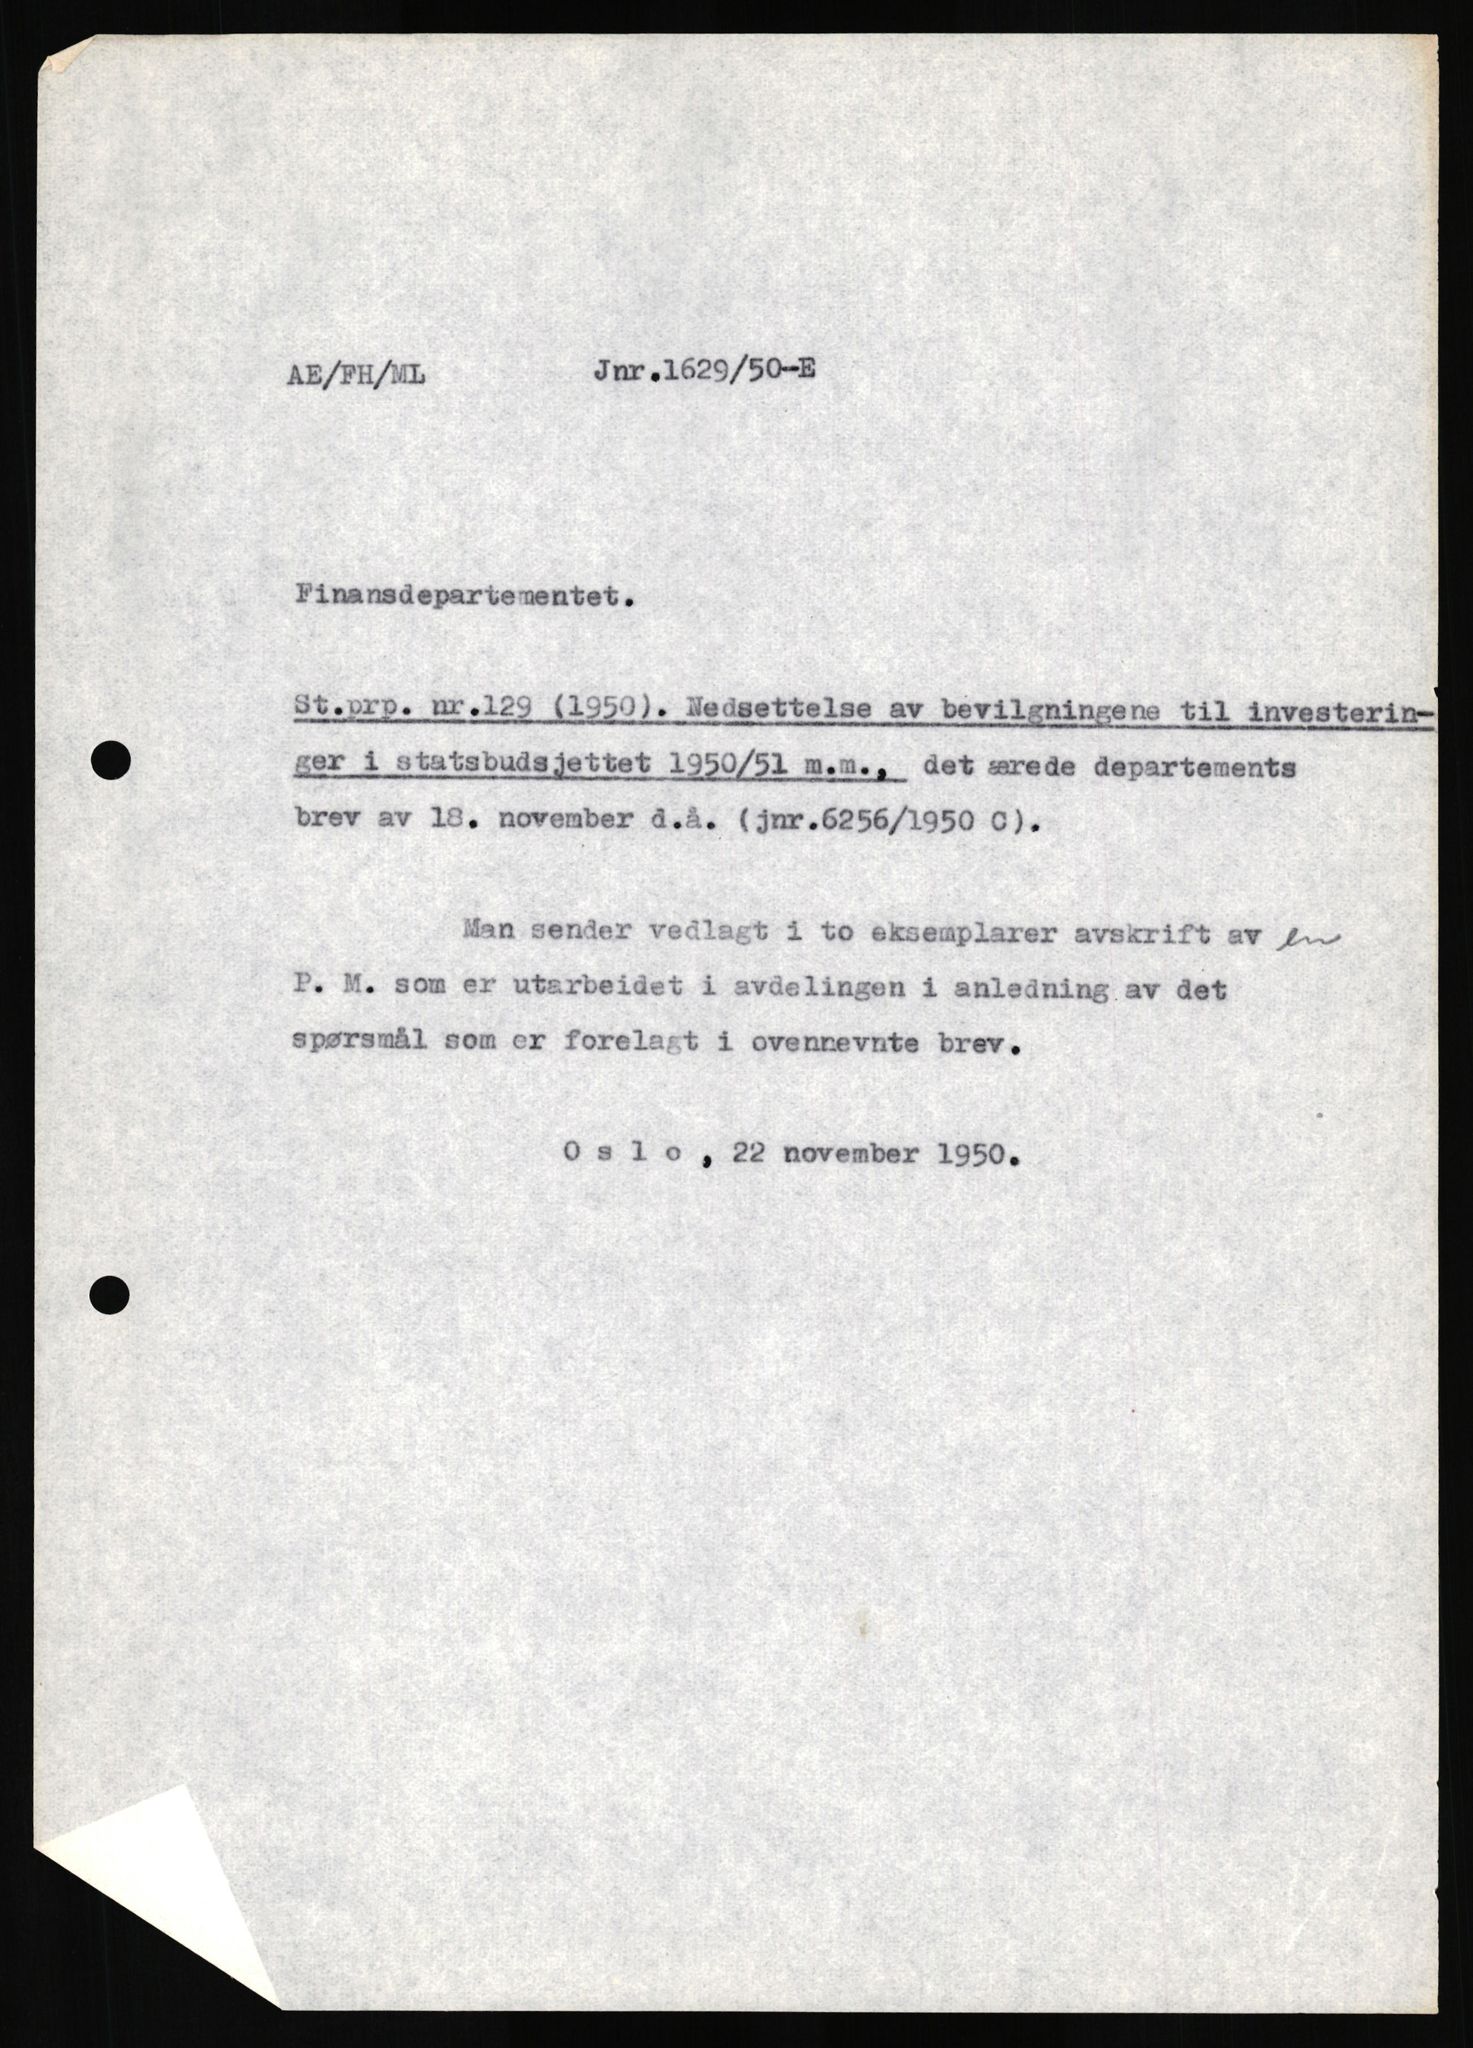 AE/FH/ML Jnr.1629/50-E
Finansdepartementet.
St.prp. nr.129 (1950). Nedsettelse av bevilgningene til investerin-
ger i statsbudsjettet 1950/51 m.m., det ærede departements
brev av 18. november d.å. (jnr.6256/1950 C).
Man sender vedlagt i to eksemplarer avskrift av en
P. M. som er utarbeidet i avdelingen i anledning av det
spørsmål som er forelagt i ovennevnte brev.
O s l o , 22 november 1950.